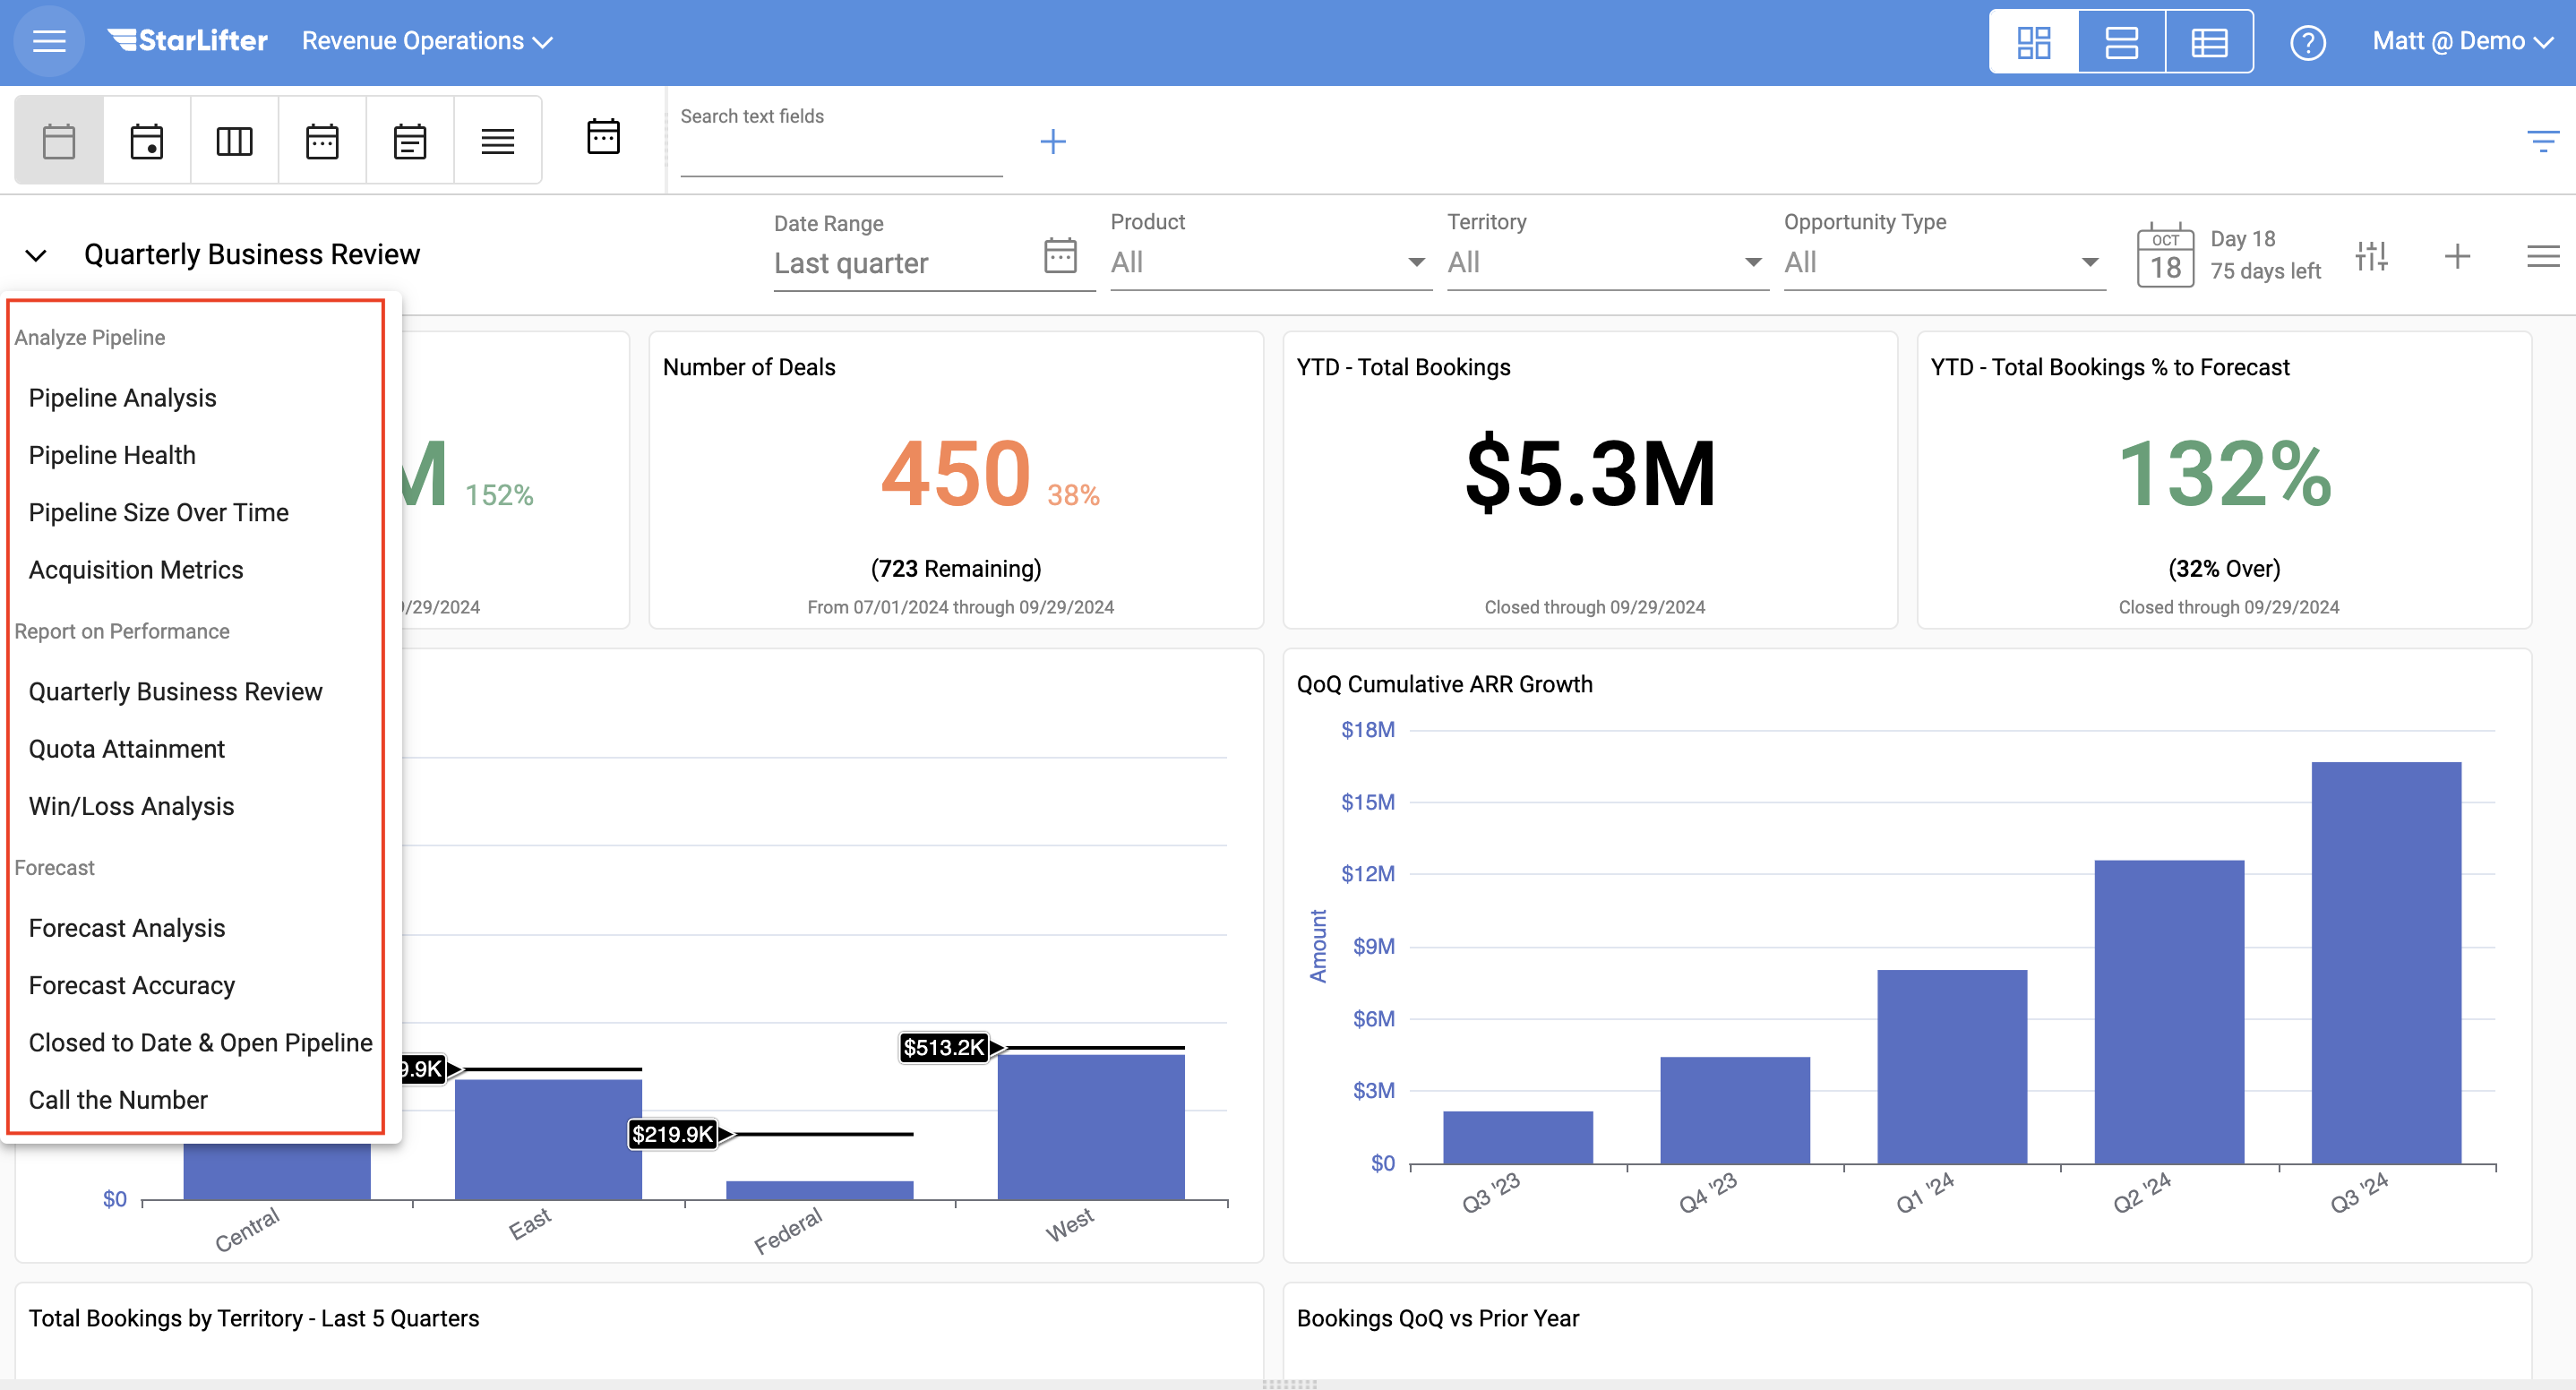 StarLifter
Revenue Operations
Matt @ Demo
Search text fields
Quarterly Business Review
Date Range
Last quarter
Product
All
Territory
All
Opportunity Type
All
OCT
18
Day 18
75 days left
Analyze Pipeline
Pipeline Analysis
Pipeline Health
Pipeline Size Over Time
Acquisition Metrics
Report on Performance
Quarterly Business Review
Quota Attainment
Win/Loss Analysis
Forecast
Forecast Analysis
Forecast Accuracy
Closed to Date & Open Pipeline
Call the Number
M 152%
/29/2024
Number of Deals
450 38%
(723 Remaining)
From 07/01/2024 through 09/29/2024
YTD - Total Bookings
$5.3M
Closed through 09/29/2024
YTD - Total Bookings % to Forecast
132%
(32% Over)
Closed through 09/29/2024
9.9K
$219.9K
$513.2K
$0
Central
East
Federal
West
QoQ Cumulative ARR Growth
Amount
$18M
$15M
$12M
$9M
$6M
$3M
$0
Q3 '23
Q4 '23
Q1 '24
Q2 '24
Q3 '24
Total Bookings by Territory - Last 5 Quarters
Bookings QoQ vs Prior Year